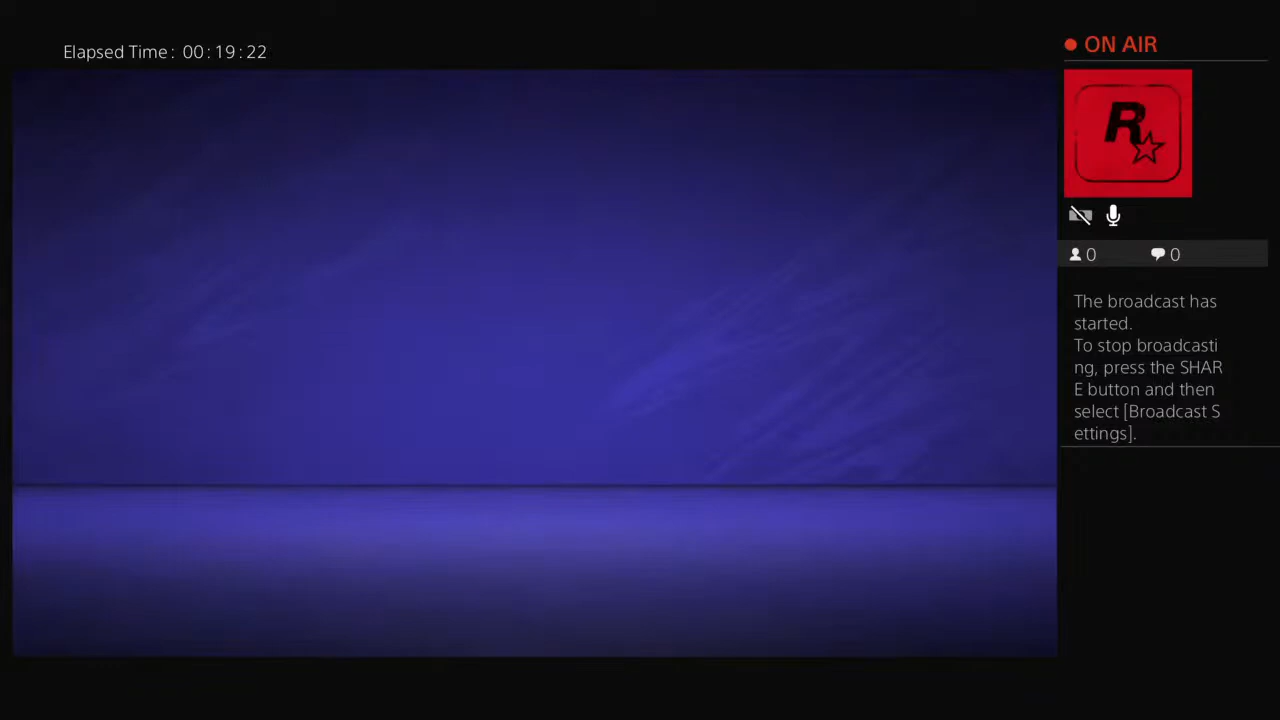 Elapsed Time: 00:19:22
ON AIR
R
0
0
The broadcast has
started.
To stop broadcasti
ng, press the SHAR
E button and then
select [Broadcast S
ettings].